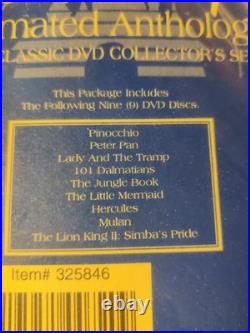 mated Antholog
CLASSIC DVD COLLECTOR'S SE
This Package Includes
The Following Nine (9) DVD Discs.
Pinocchio
Peter Pan
Lady And The Tramp
101 Dalmatians
The Jungle Book
The Little Mermaid
Hercules
Mulan
The Lion King II: Simba's Pride
Item# 325846